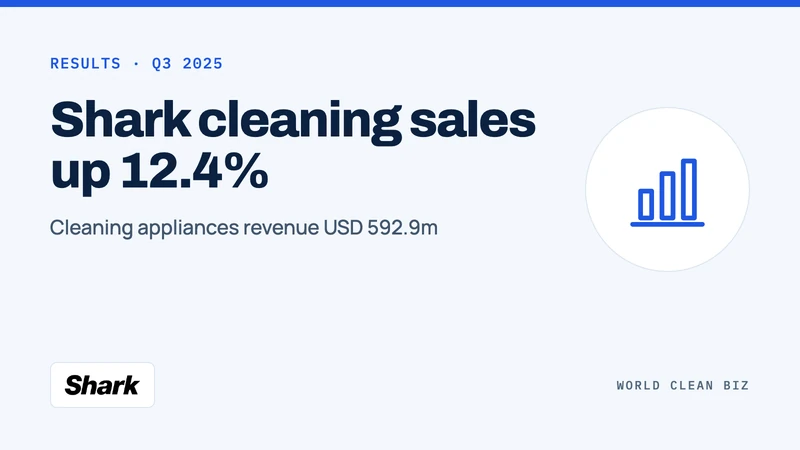 RESULTS · Q3 2025
Shark cleaning sales
up 12.4%
Cleaning appliances revenue USD 592.9m
Shark
WORLD CLEAN BIZ